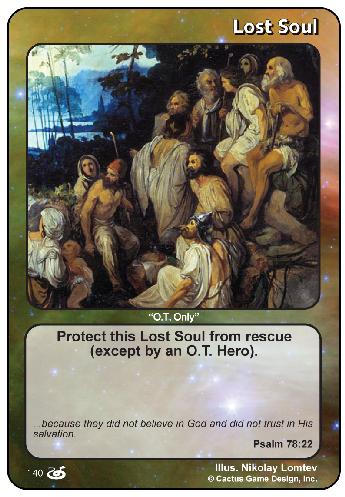 Lost Soul
"O.T. Only"
Protect this Lost Soul from rescue
(except by an O.T. Hero).
...because they did not believe in God and did not trust in His
salvation.
Psalm 78:22
40
Illus. Nikolay Lomtev
© Cactus Game Design, Inc.